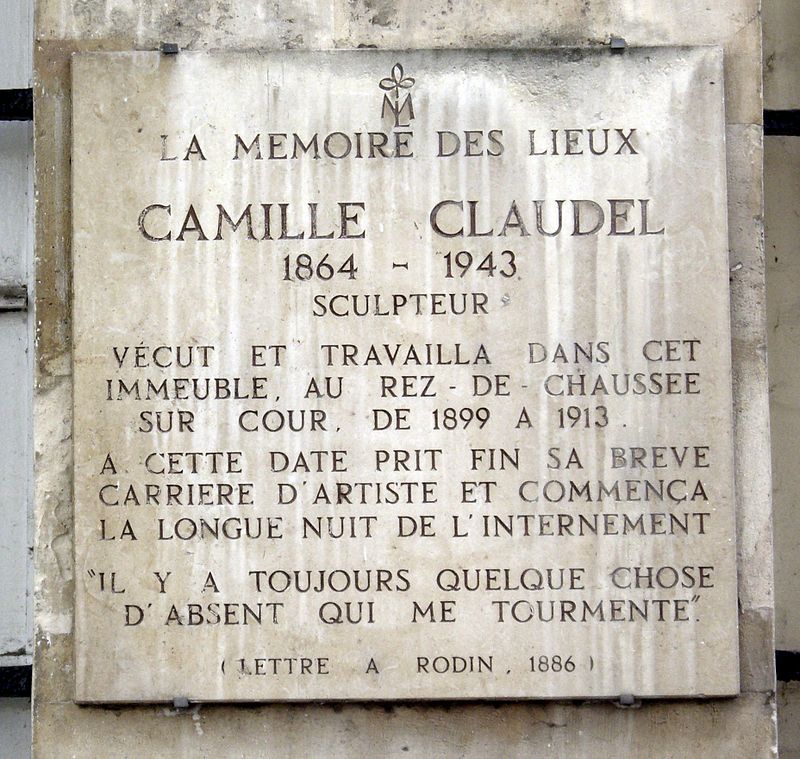 LA MEMOIRE DES LIEUX
CAMILLE CLAUDEL
1864 - 1943
SCULPTEUR
VÉCUT ET TRAVAILLA DANS CET
IMMEUBLE, AU REZ-DE-CHAUSSEE
SUR COUR, DE 1899 A 1913.
A CETTE DATE PRIT FIN SA BREVE
CARRIERE D'ARTISTE ET COMMENÇA
LA LONGUE NUIT DE L'INTERNEMENT
"IL Y A TOUJOURS QUELQUE CHOSE
D'ABSENT QUI ME TOURMENTE".
(LETTRE A RODIN, 1886)